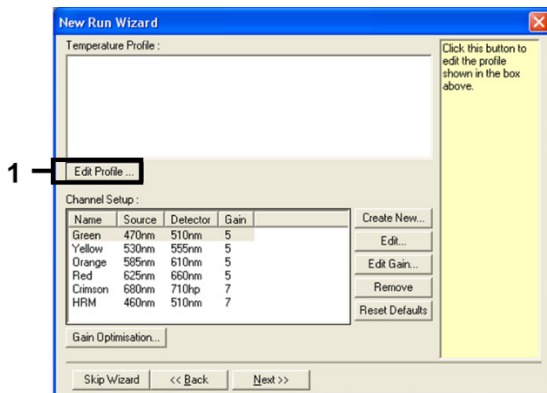 New Run Wizard
Temperature Profile :
Click this button to
edit the profile
shown in the box
above.
1
Edit Profile ...
Channel Setup :
Name Source Detector Gain
Green 470nm 510nm 5
Yellow 530nm 555nm 5
Orange 585nm 610nm 5
Red 625nm 660nm 5
Crimson 680nm 710hp 7
HRM 460nm 510nm 7
Create New...
Edit...
Edit Gain...
Remove
Reset Defaults
Gain Optimisation...
Skip Wizard
<< Back
Next >>